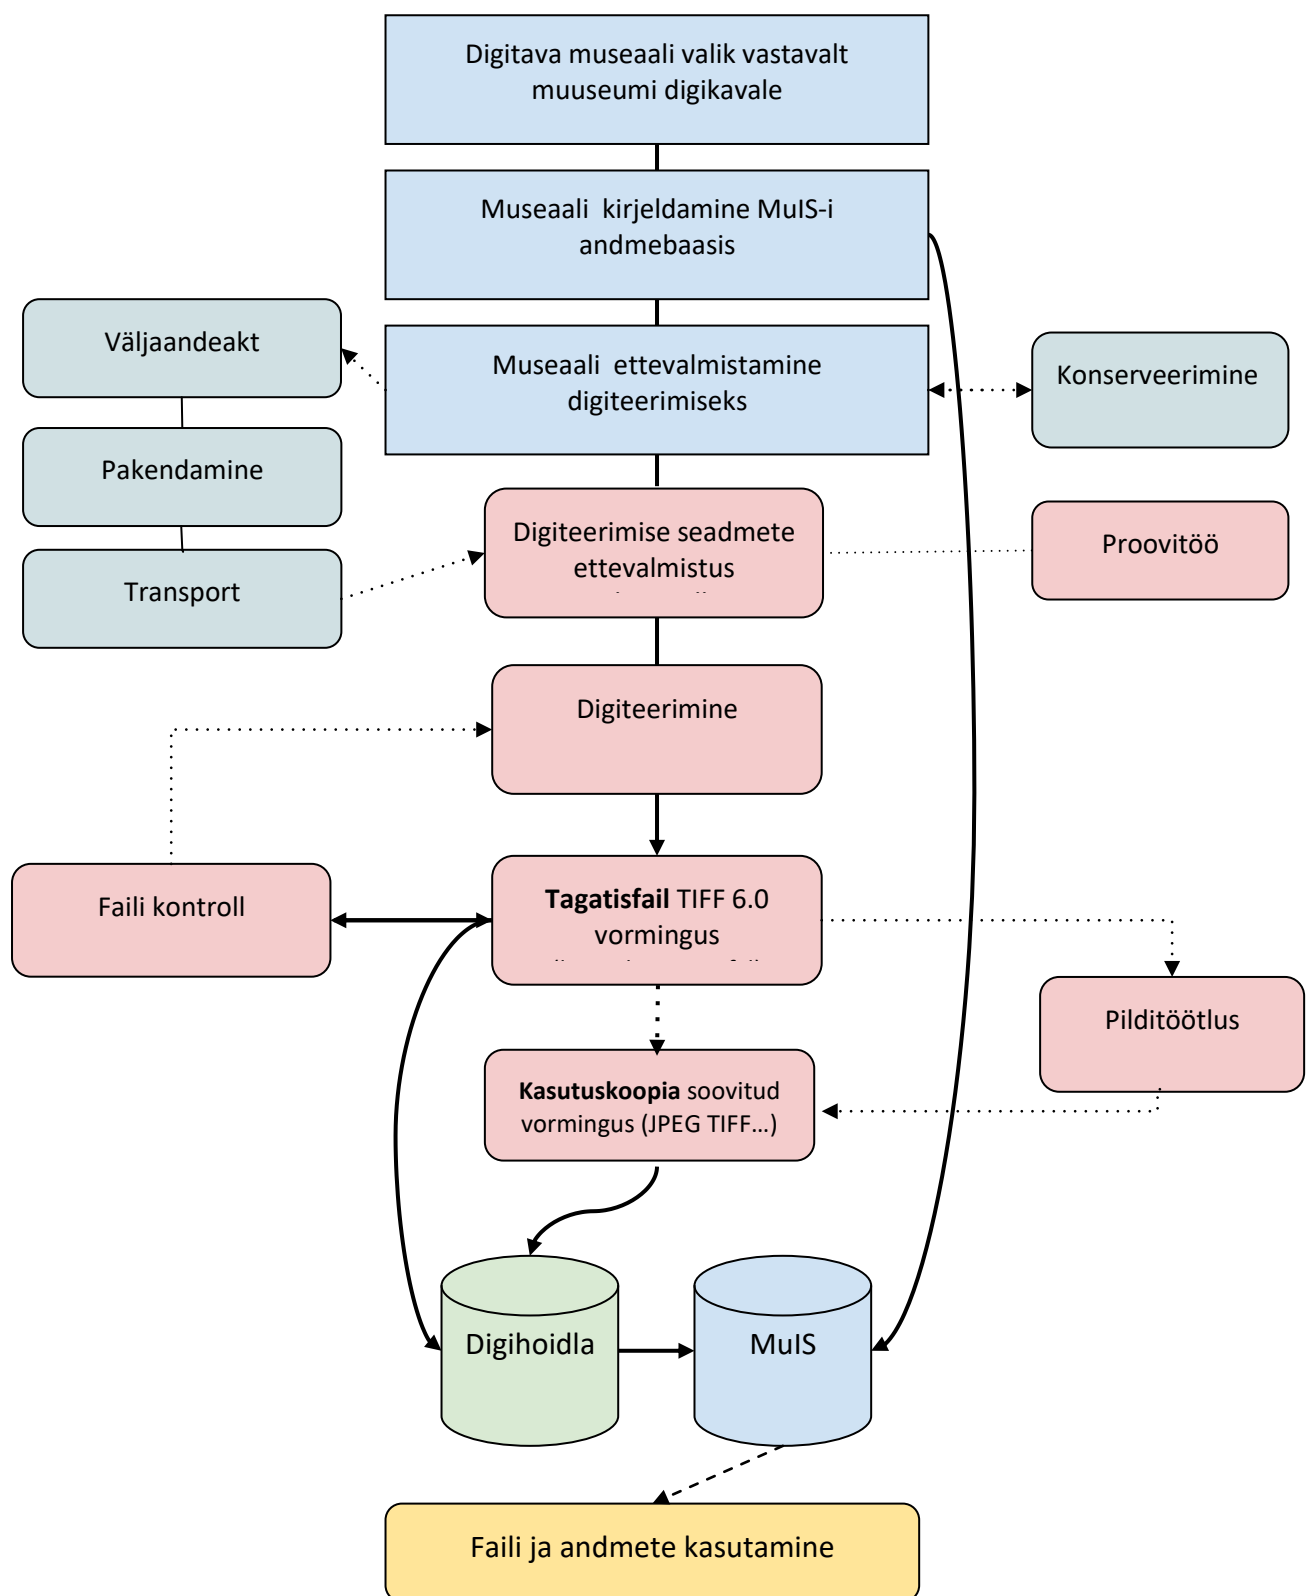 Digitava museaali valik vastavalt
muuseumi digikavale
Museaali kirjeldamine MuIS-i
andmebaasis
Väljaandeakt
Museaali ettevalmistamine
digiteerimiseks
Konserveerimine
Pakendamine
Digiteerimise seadmete
ettevalmistus
Proovitöö
Transport
Digiteerimine
Faili kontroll
Tagatisfail TIFF 6.0
vormingus
Pilditöötlus
Kasutuskoopia soovitud
vormingus (JPEG TIFF...)
Digihoidla
MuIS
Faili ja andmete kasutamine